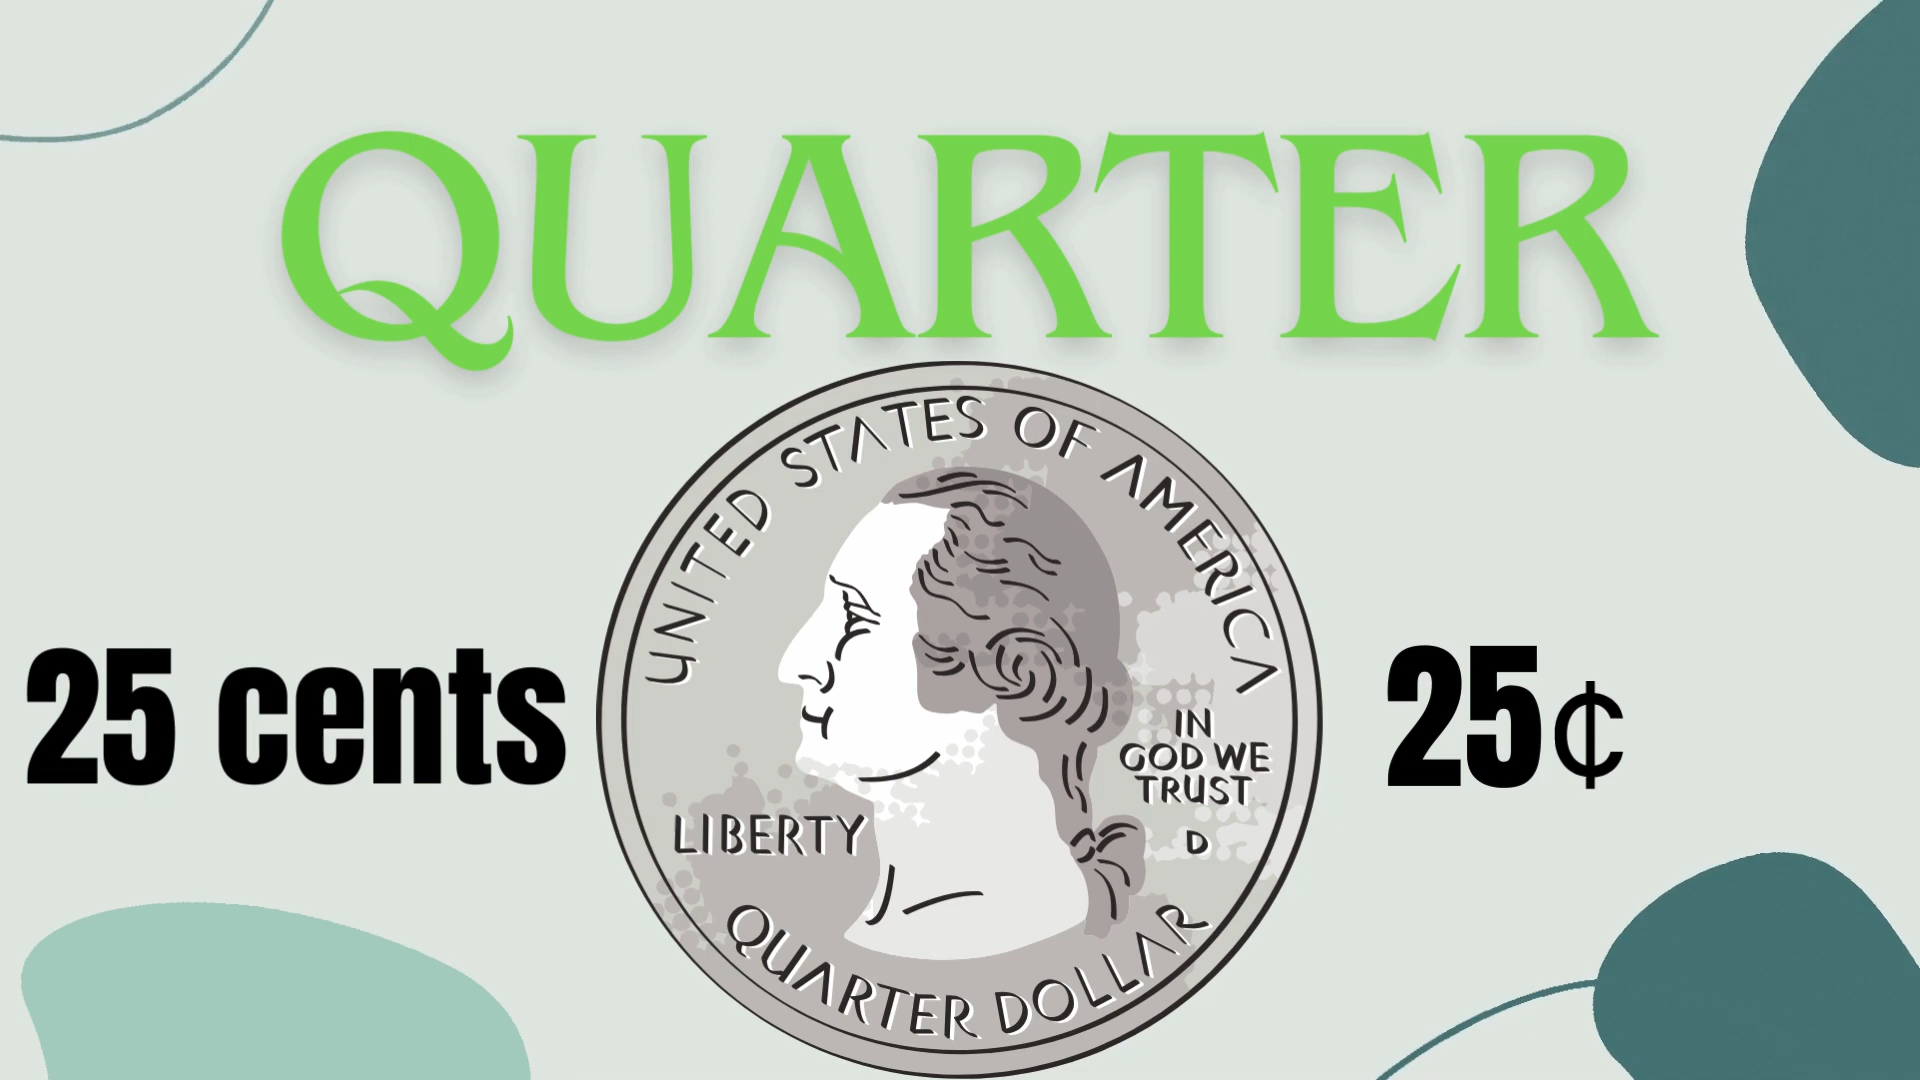 QUARTER
UNITED STATES OF AMERICA
25 cents
25¢
IN
GOD WE
TRUST
LIBERTY
D
QUARTER DOLLAR